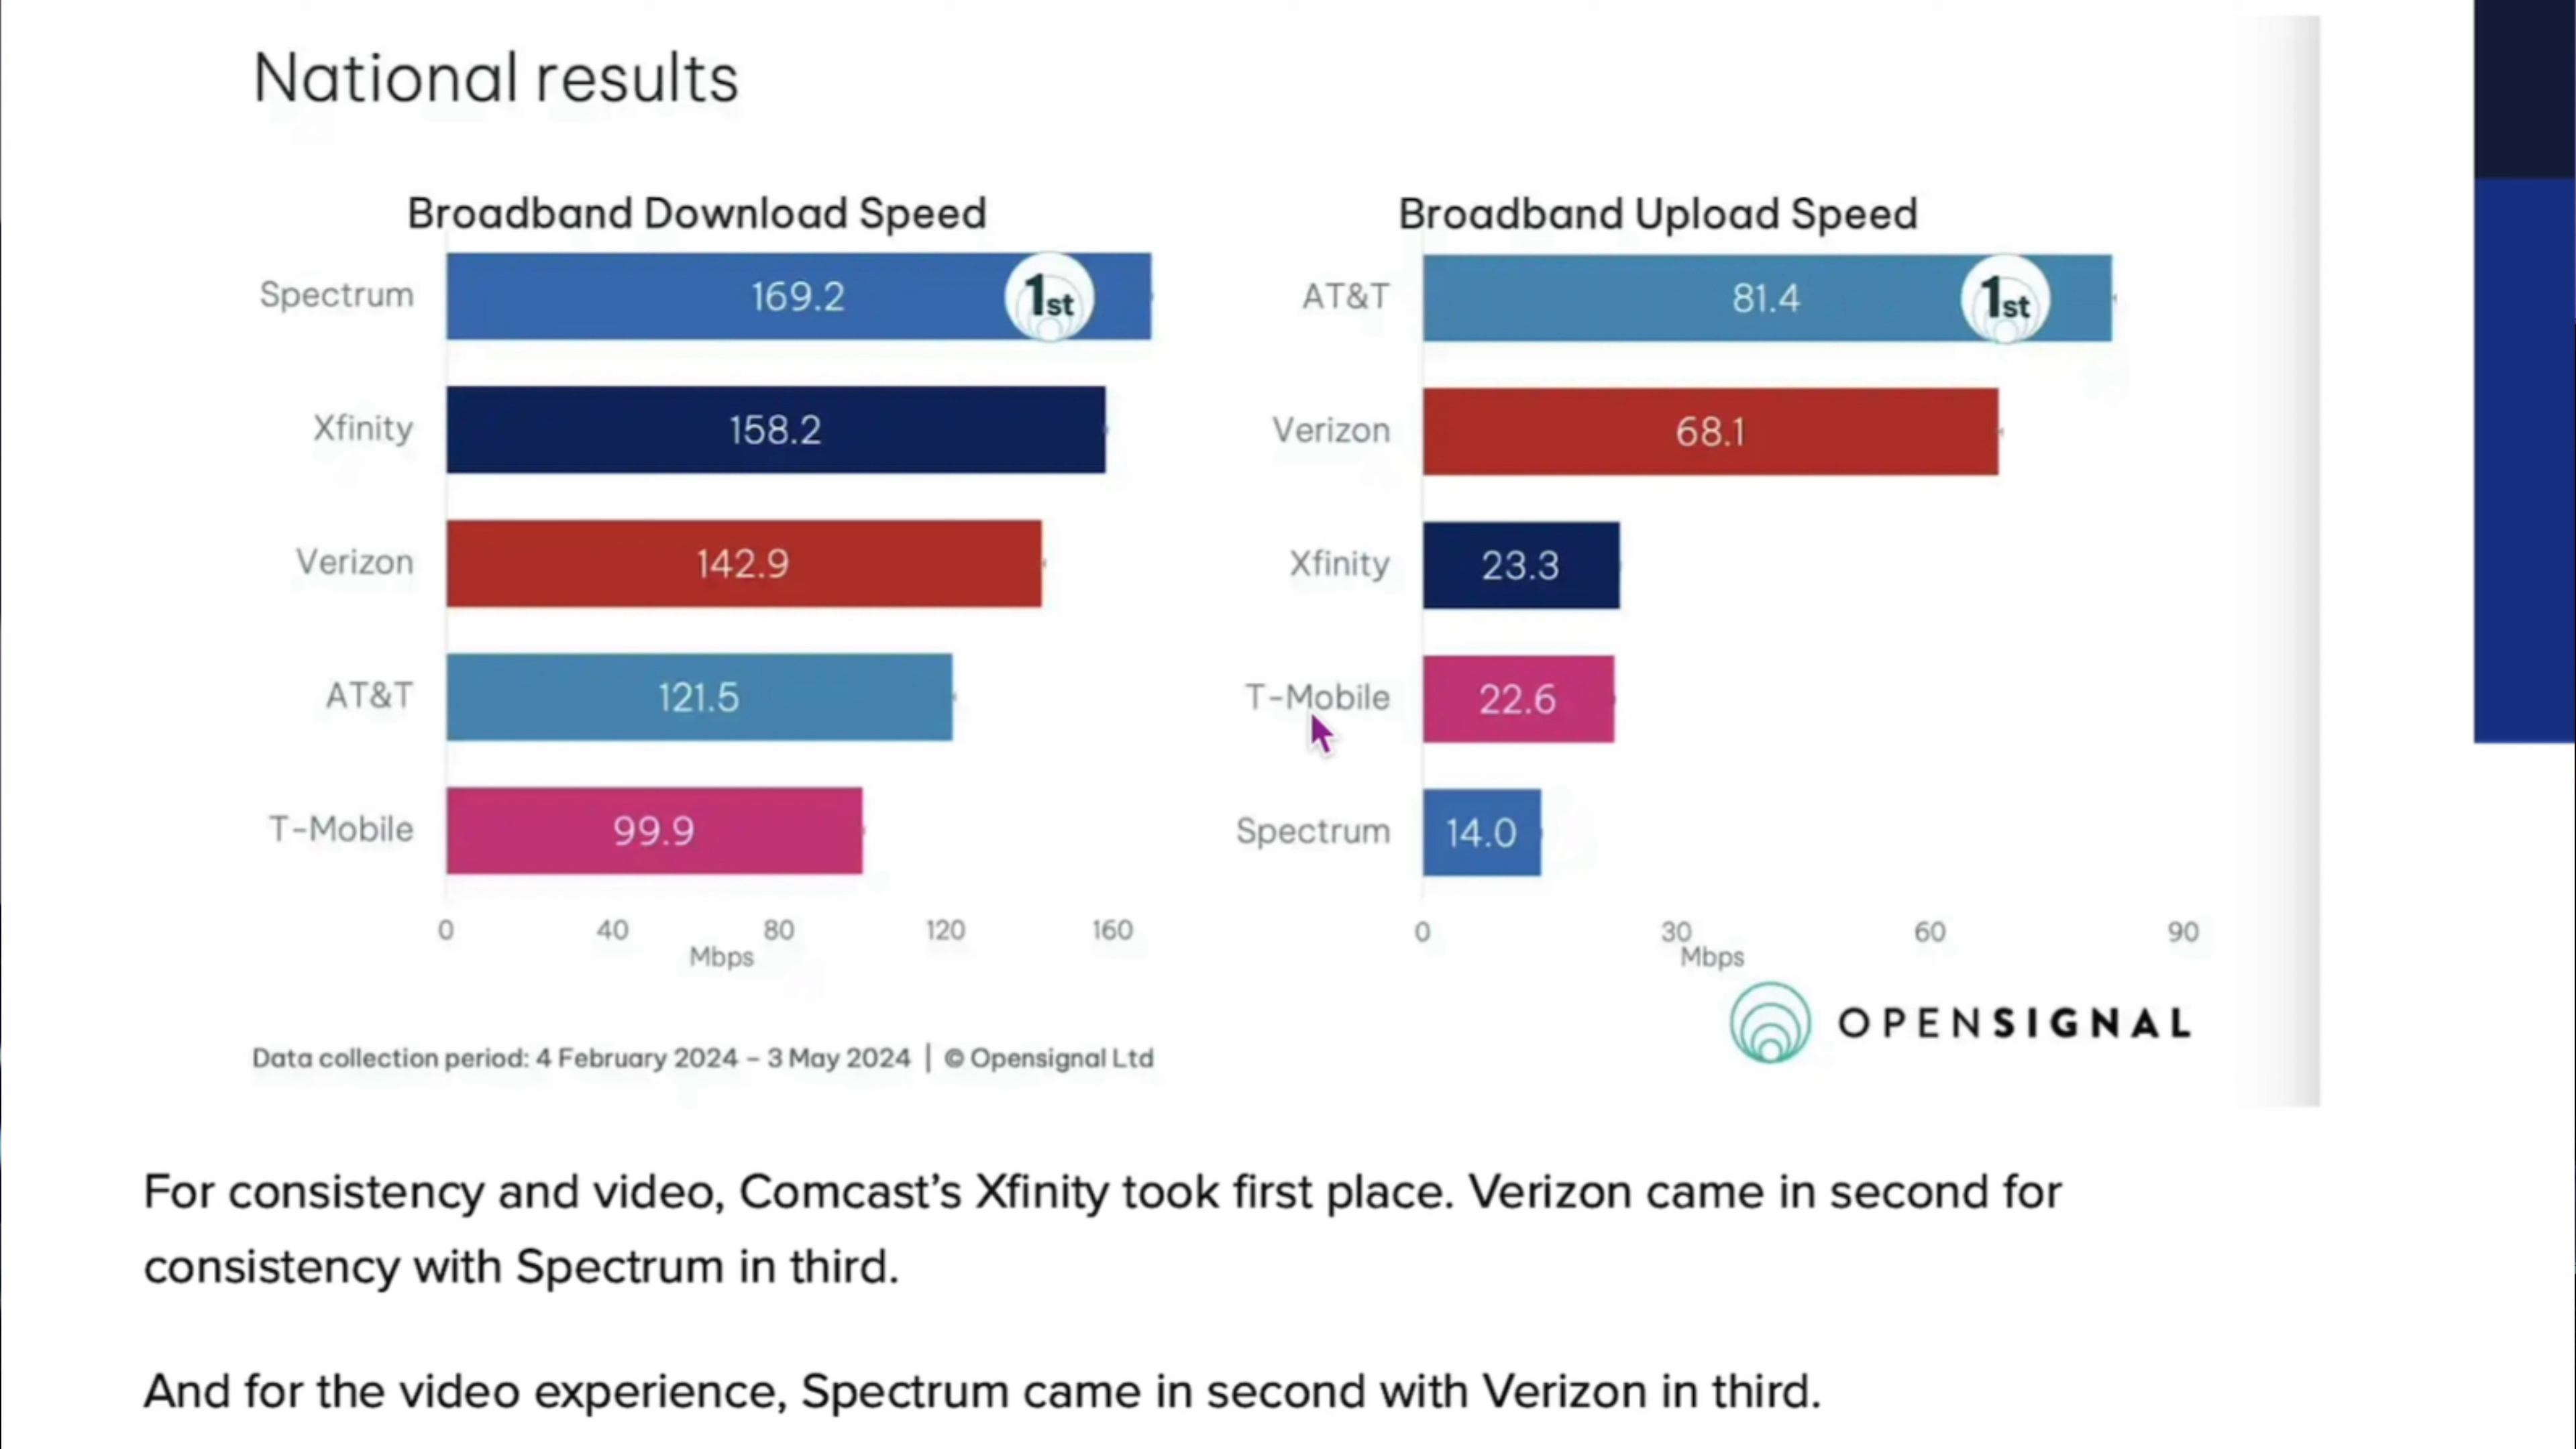 National results
Broadband Download Speed
Spectrum 169.2 1st
Xfinity 158.2
Verizon 142.9
AT&T 121.5
T-Mobile 99.9
0 40 80 120 160
Mbps
Broadband Upload Speed
AT&T 81.4 1st
Verizon 68.1
Xfinity 23.3
T-Mobile 22.6
Spectrum 14.0
0 30 60 90
Mbps
OPENSIGNAL
Data collection period: 4 February 2024 – 3 May 2024 | © Opensignal Ltd
For consistency and video, Comcast’s Xfinity took first place. Verizon came in second for
consistency with Spectrum in third.
And for the video experience, Spectrum came in second with Verizon in third.